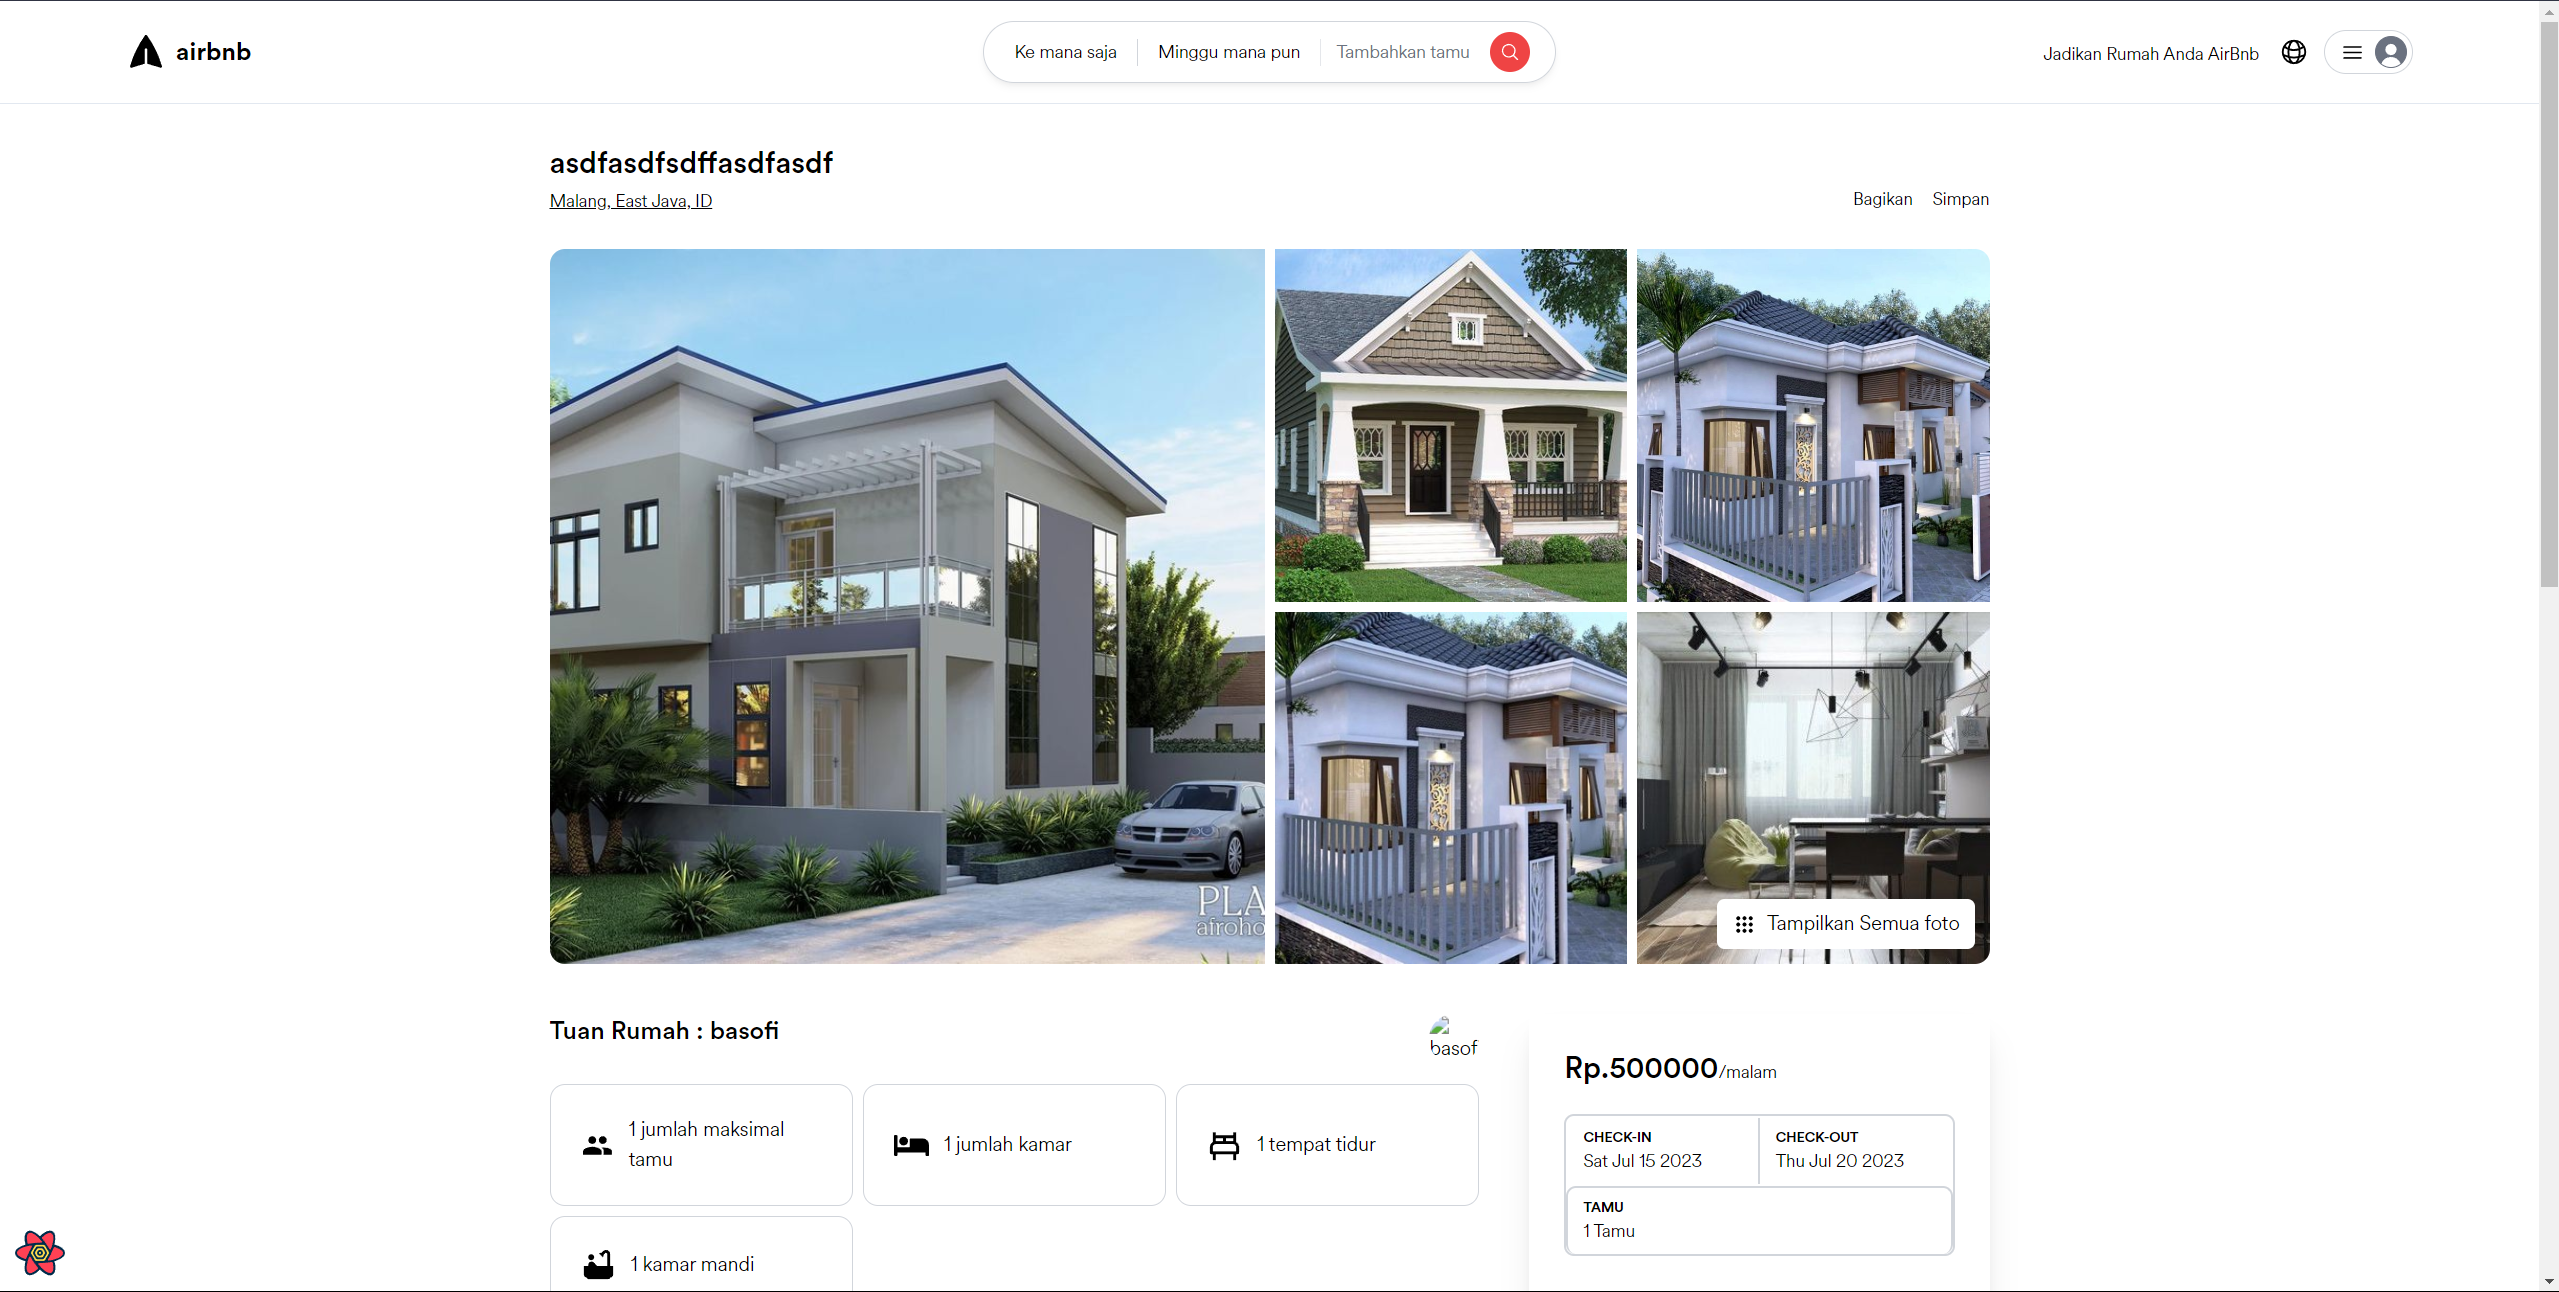 airbnb
Ke mana saja
Minggu mana pun
Tambahkan tamu
Jadikan Rumah Anda AirBnb
asdfasdfsdffasdfasdf
Malang, East Java, ID
Bagikan
Simpan
PLA
afroho
Tampilkan Semua foto
Tuan Rumah : basofi
basof
Rp.500000/malam
1 jumlah maksimal
tamu
1 jumlah kamar
1 tempat tidur
CHECK-IN
Sat Jul 15 2023
CHECK-OUT
Thu Jul 20 2023
TAMU
1 Tamu
1 kamar mandi